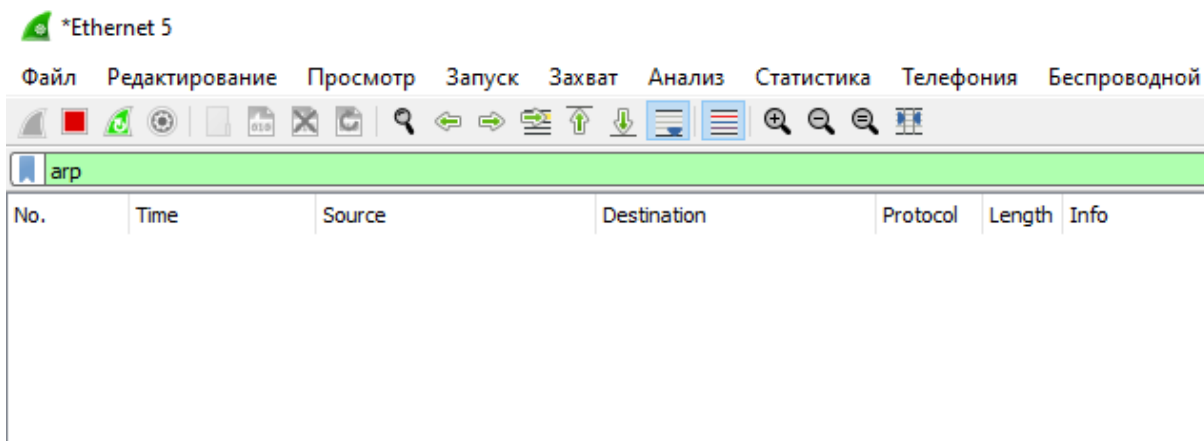 *Ethernet 5
Файл Редактирование Просмотр Запуск Захват Анализ Статистика Телефония Беспроводной
arp
No. Time Source Destination Protocol Length Info